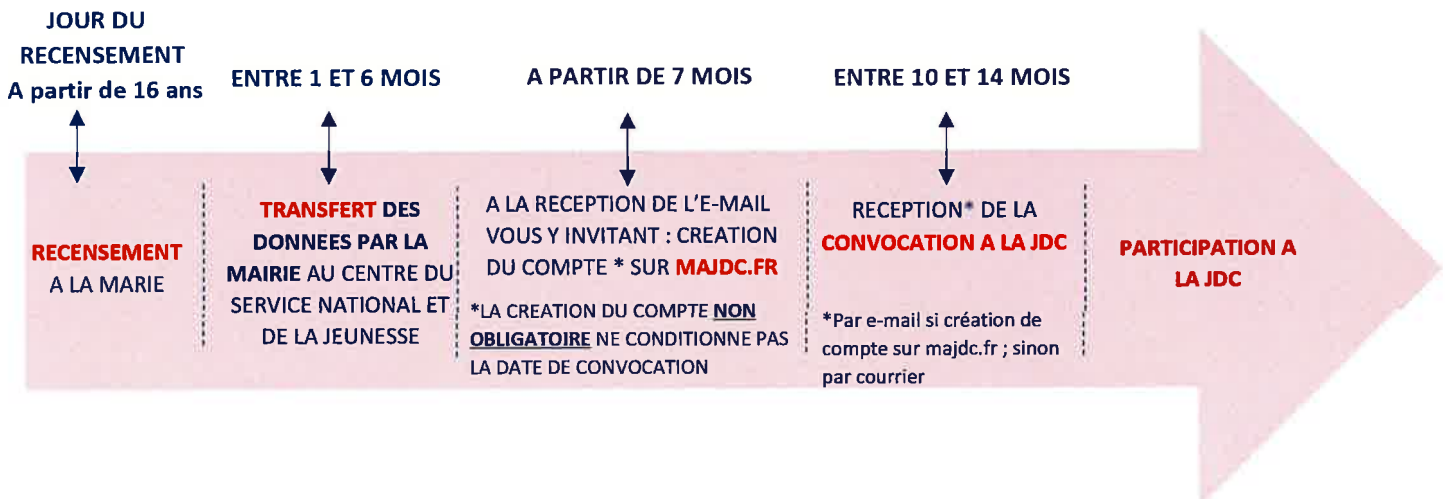 JOUR DU
RECENSEMENT
A partir de 16 ans
ENTRE 1 ET 6 MOIS
A PARTIR DE 7 MOIS
ENTRE 10 ET 14 MOIS
RECENSEMENT
A LA MARIE
TRANSFERT DES
DONNEES PAR LA
MAIRIE AU CENTRE DU
SERVICE NATIONAL ET
DE LA JEUNESSE
A LA RECEPTION DE L'E-MAIL
VOUS Y INVITANT : CREATION
DU COMPTE * SUR MAJDC.FR
*LA CREATION DU COMPTE NON
OBLIGATOIRE NE CONDITIONNE PAS
LA DATE DE CONVOCATION
RECEPTION* DE LA
CONVOCATION A LA JDC
*Par e-mail si création de
compte sur majdc.fr ; sinon
par courrier
PARTICIPATION A
LA JDC